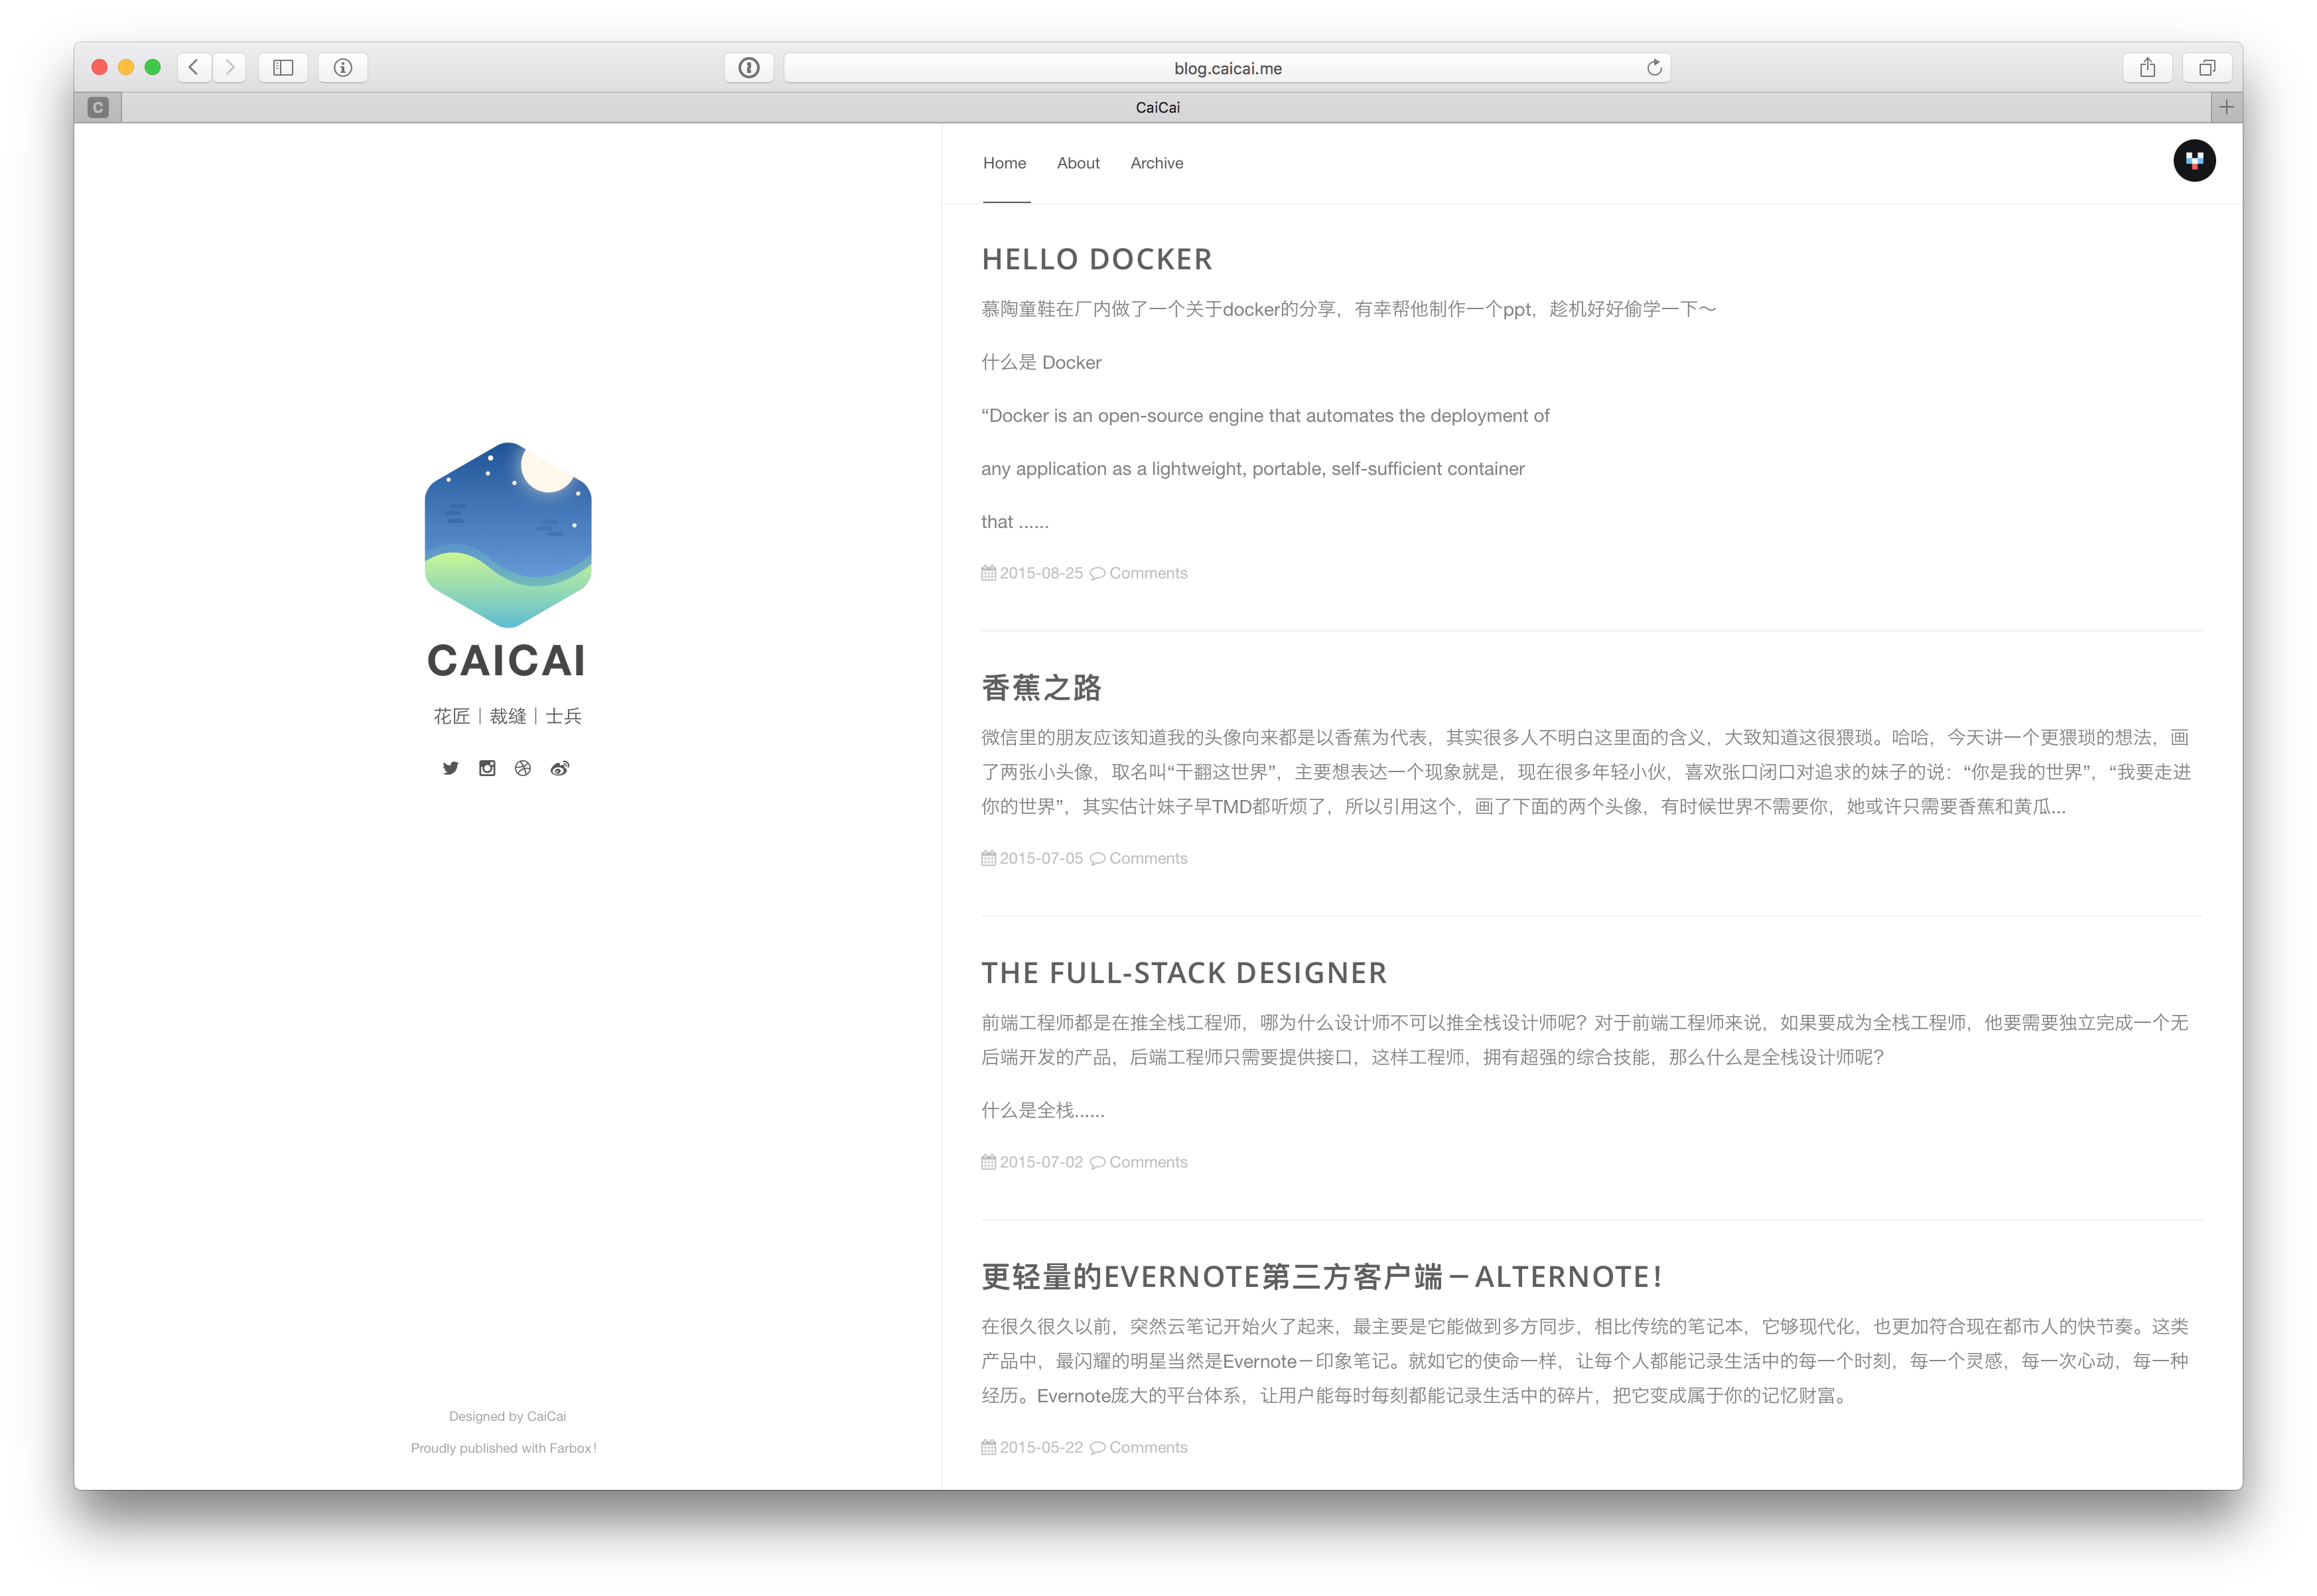 blog.caicai.me
C
CaiCai
Home About Archive
CAICAI
花匠｜裁缝｜士兵
Designed by CaiCai
Proudly published with Farbox!
HELLO DOCKER
慕陶童鞋在厂内做了一个关于docker的分享，有幸帮他制作一个ppt，趁机好好偷学一下～
什么是 Docker
“Docker is an open-source engine that automates the deployment of
any application as a lightweight, portable, self-sufficient container
that ......
2015-08-25 Comments
香蕉之路
微信里的朋友应该知道我的头像向来都是以香蕉为代表，其实很多人不明白这里面的含义，大致知道这很猥琐。哈哈，今天讲一个更猥琐的想法，画
了两张小头像，取名叫“干翻这世界”，主要想表达一个现象就是，现在很多年轻小伙，喜欢张口闭口对追求的妹子的说：“你是我的世界”，“我要走进
你的世界”，其实估计妹子早TMD都听烦了，所以引用这个，画了下面的两个头像，有时候世界不需要你，她或许只需要香蕉和黄瓜...
2015-07-05 Comments
THE FULL-STACK DESIGNER
前端工程师都是在推全栈工程师，哪为什么设计师不可以推全栈设计师呢？对于前端工程师来说，如果要成为全栈工程师，他要需要独立完成一个无
后端开发的产品，后端工程师只需要提供接口，这样工程师，拥有超强的综合技能，那么什么是全栈设计师呢？
什么是全栈......
2015-07-02 Comments
更轻量的EVERNOTE第三方客户端－ALTERNOTE！
在很久很久以前，突然云笔记开始火了起来，最主要是它能做到多方同步，相比传统的笔记本，它够现代化，也更加符合现在都市人的快节奏。这类
产品中，最闪耀的明星当然是Evernote－印象笔记。就如它的使命一样，让每个人都能记录生活中的每一个时刻，每一个灵感，每一次心动，每一种
经历。Evernote庞大的平台体系，让用户能每时每刻都能记录生活中的碎片，把它变成属于你的记忆财富。
2015-05-22 Comments